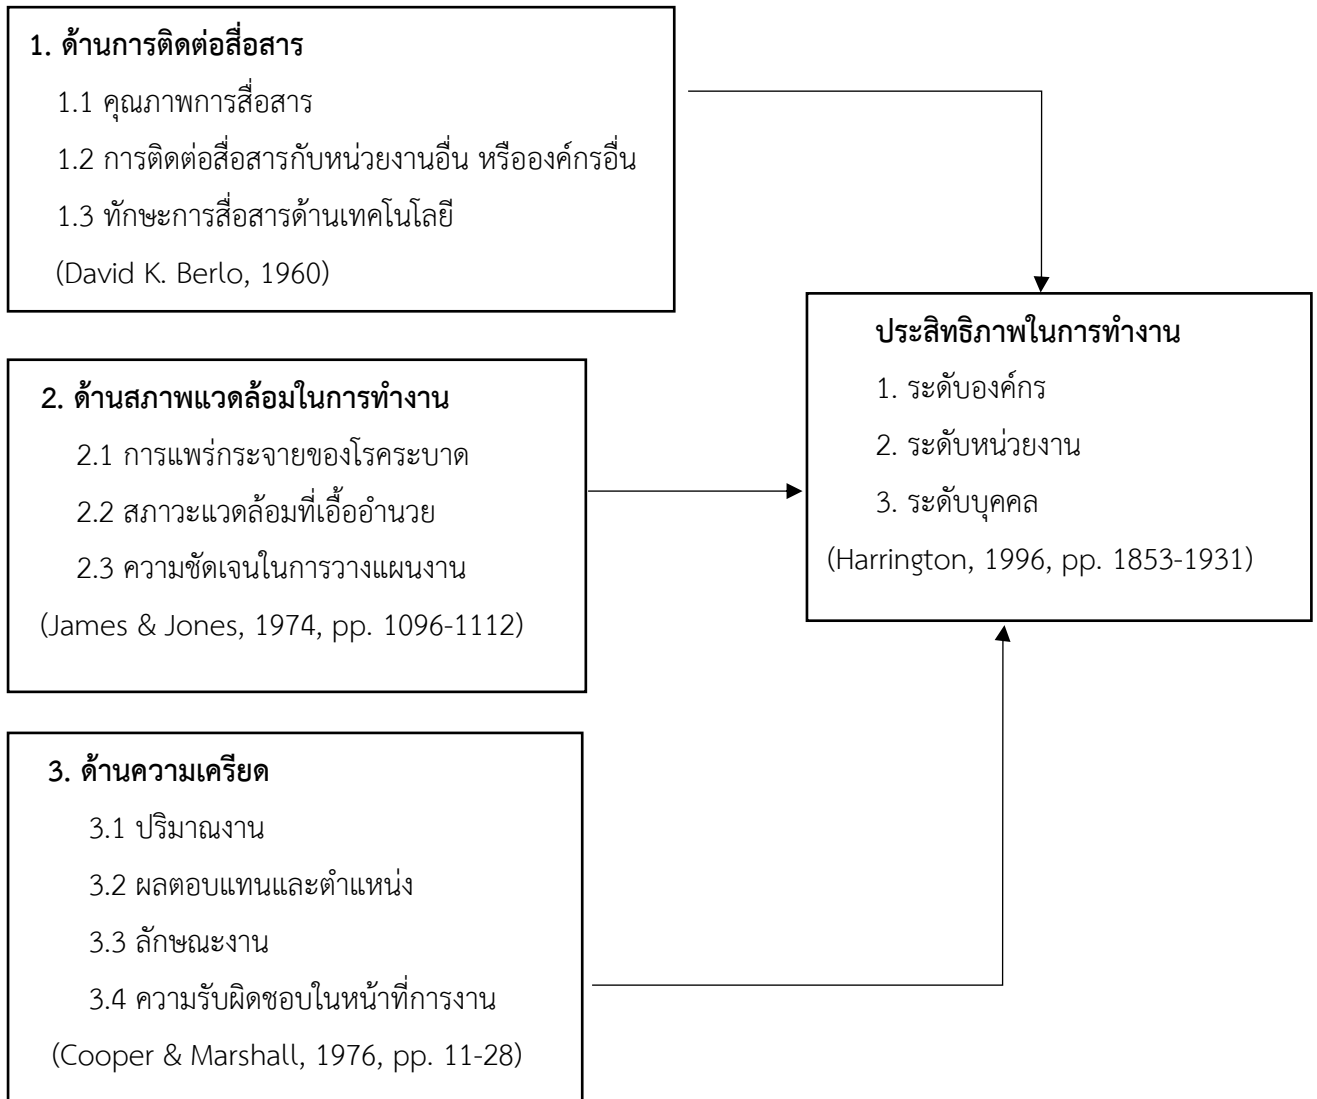 1. ด้านการติดต่อสื่อสาร
1.1 คุณภาพการสื่อสาร
1.2 การติดต่อสื่อสารกับหน่วยงานอื่น หรือองค์กรอื่น
1.3 ทักษะการสื่อสารด้านเทคโนโลยี
(David K. Berlo, 1960)
2. ด้านสภาพแวดล้อมในการทำงาน
2.1 การแพร่กระจายของโรคระบาด
2.2 สภาวะแวดล้อมที่เอื้ออำนวย
2.3 ความชัดเจนในการวางแผนงาน
(James & Jones, 1974, pp. 1096-1112)
3. ด้านความเครียด
3.1 ปริมาณงาน
3.2 ผลตอบแทนและตำแหน่ง
3.3 ลักษณะงาน
3.4 ความรับผิดชอบในหน้าที่การงาน
(Cooper & Marshall, 1976, pp. 11-28)
ประสิทธิภาพในการทำงาน
1. ระดับองค์กร
2. ระดับหน่วยงาน
3. ระดับบุคคล
(Harrington, 1996, pp. 1853-1931)